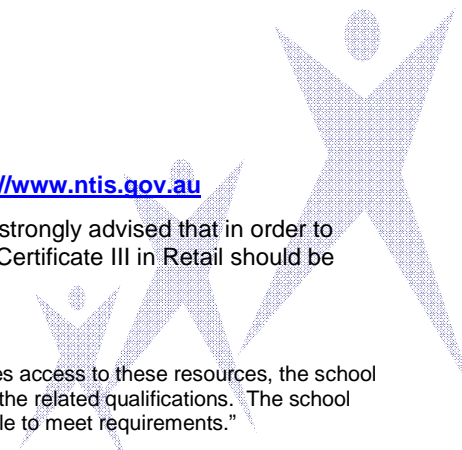 //www.ntis.gov.au
strongly advised that in order to
Certificate III in Retail should be
es access to these resources, the school
the related qualifications. The school
le to meet requirements.”